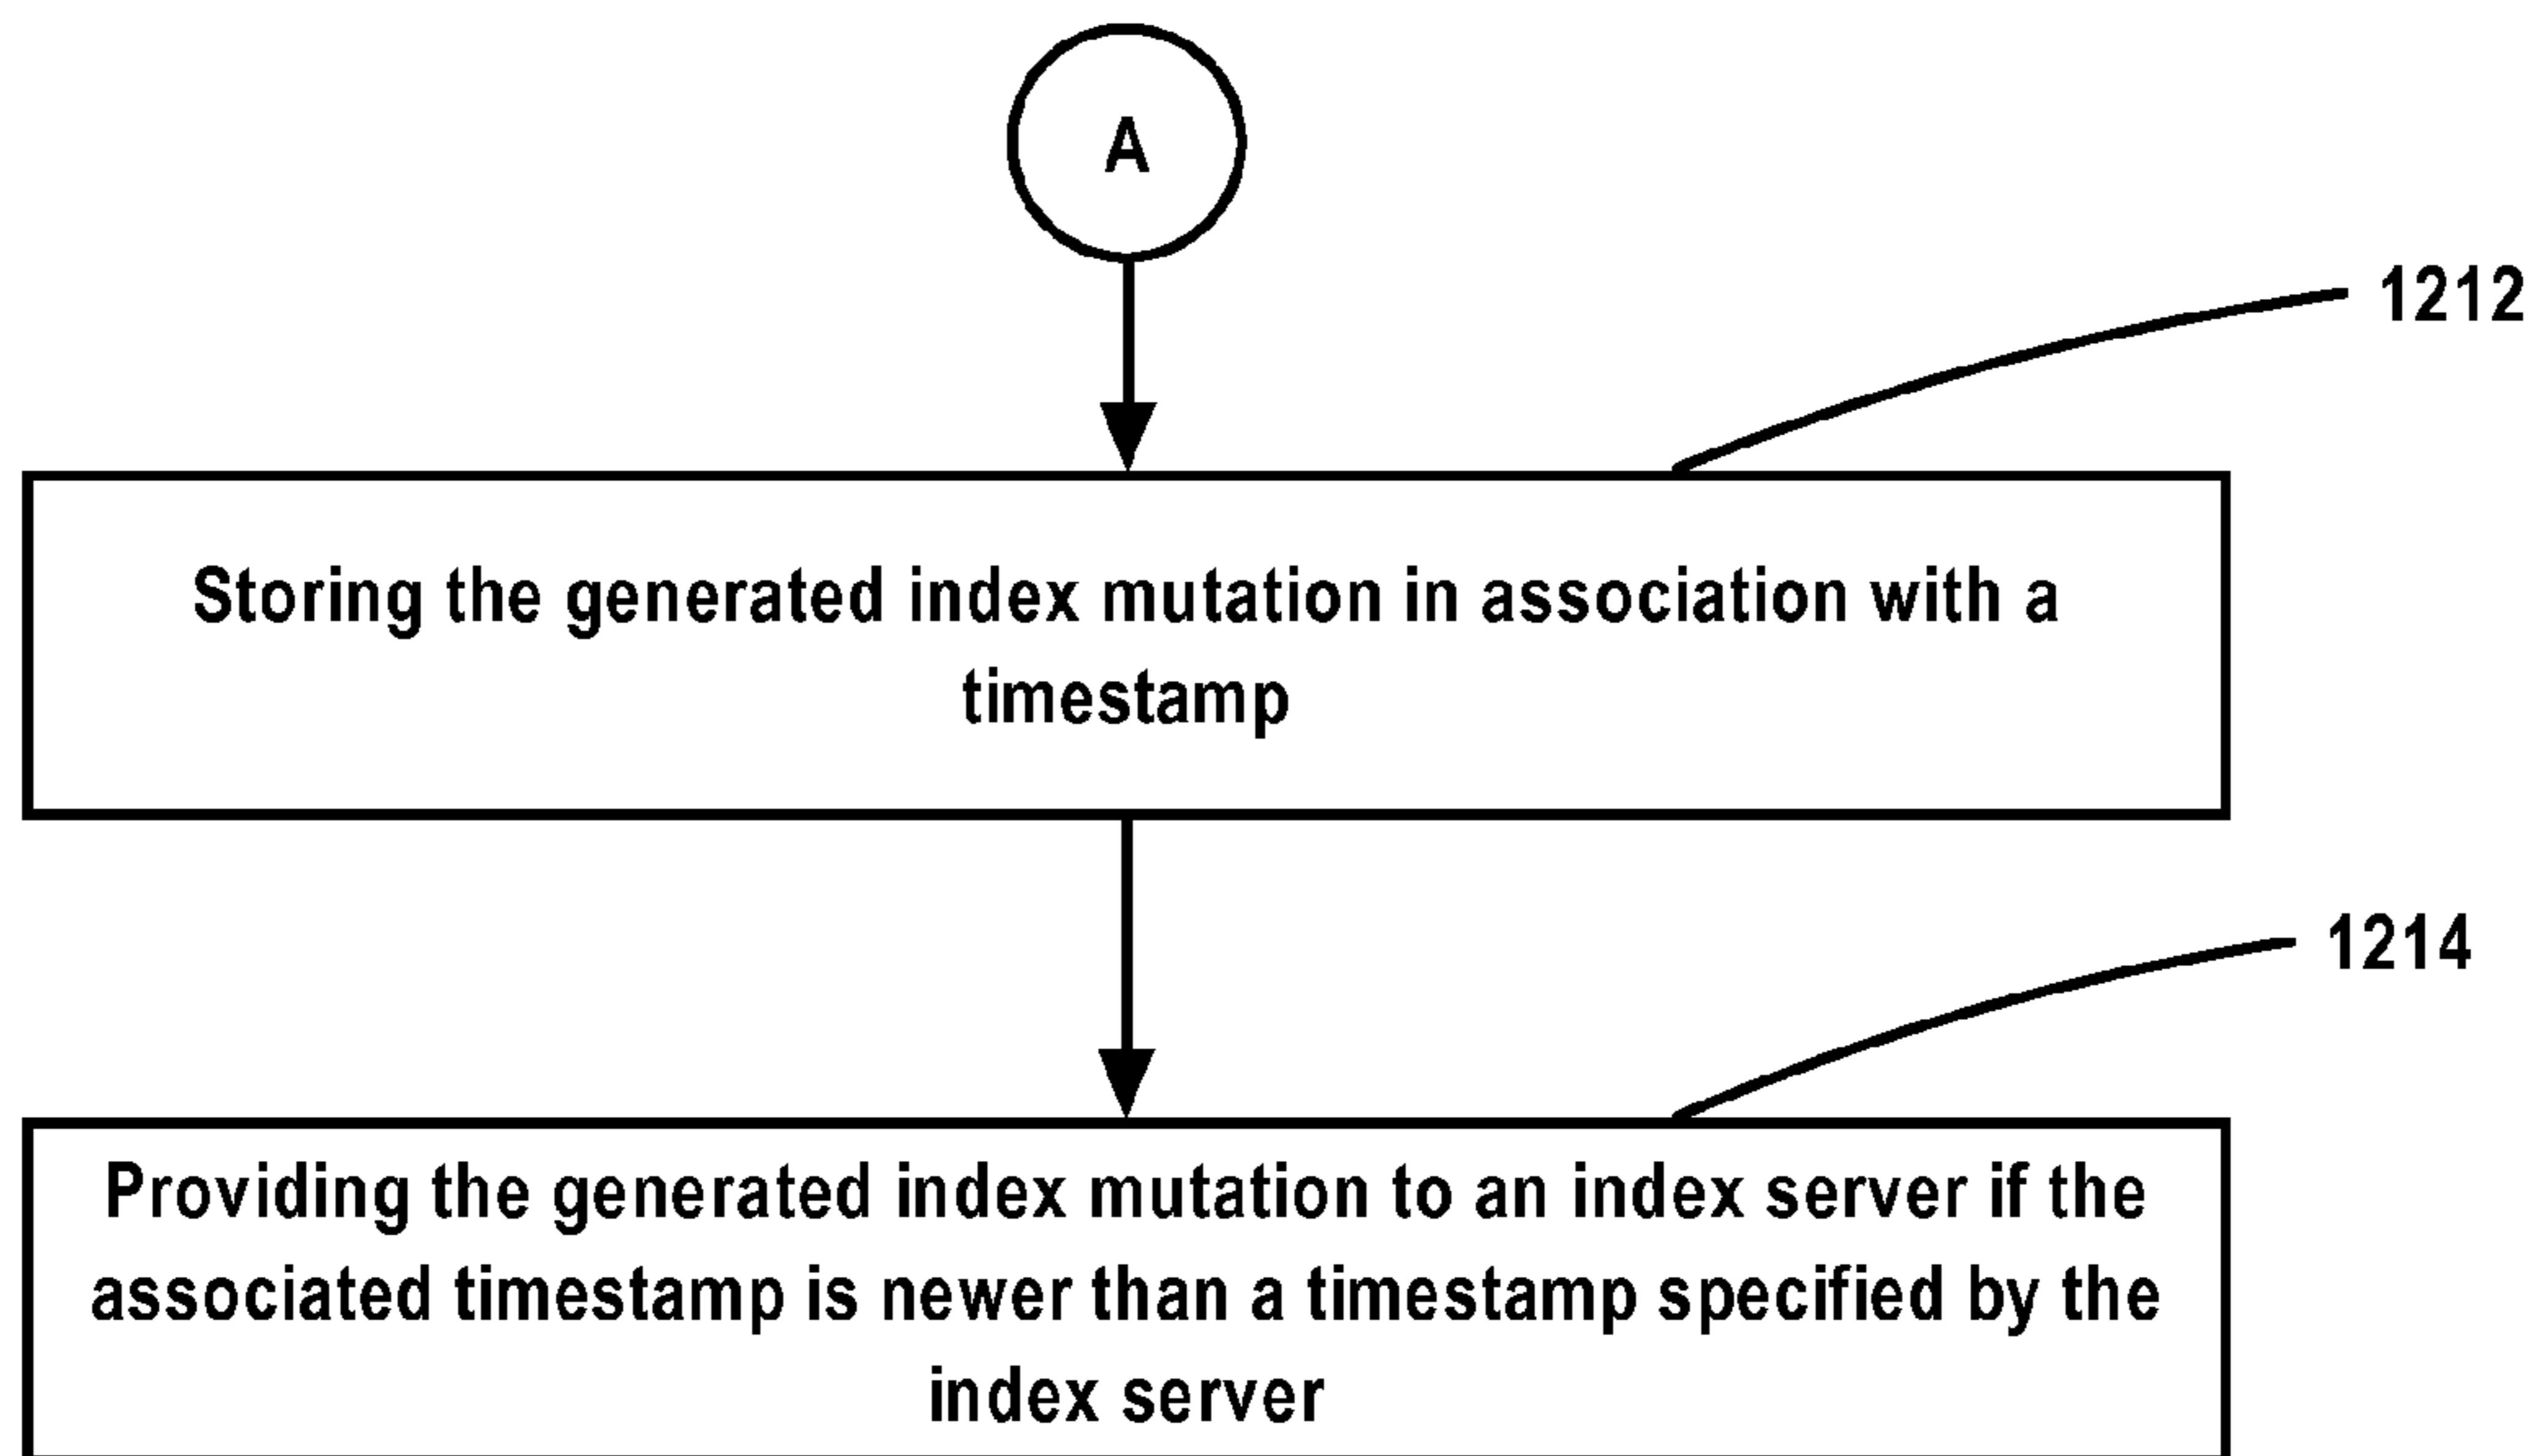 A
1212
Storing the generated index mutation in association with a
timestamp
1214
Providing the generated index mutation to an index server if the
associated timestamp is newer than a timestamp specified by the
index server